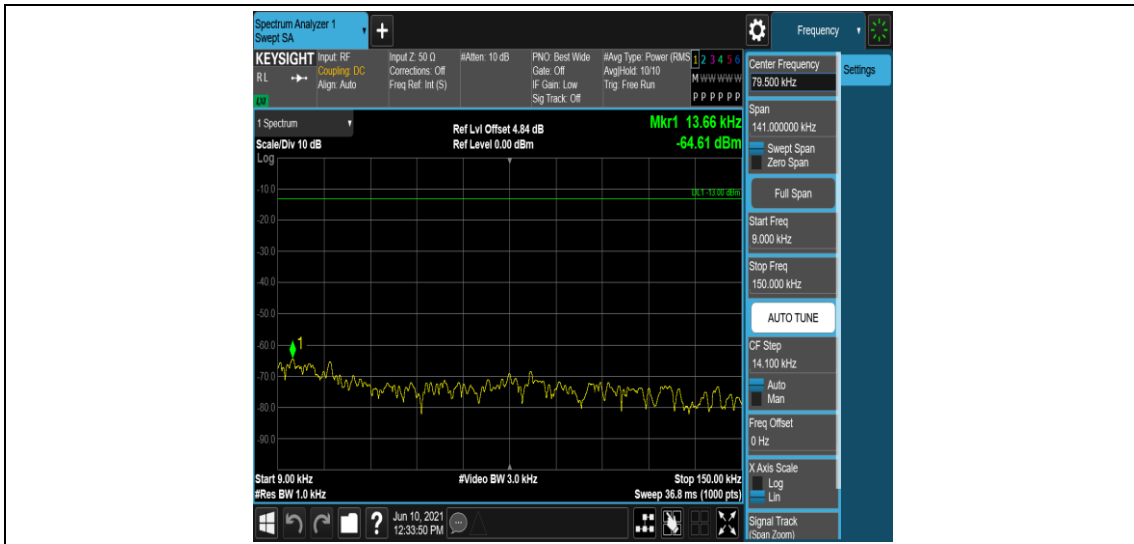 Spectrum Analyzer 1
Swept SA
+
Frequency
KEYSIGHT
RL
LXI
Input: RF
Coupling: DC
Align: Auto
Input Z: 50 Ω
Corrections: Off
Freq Ref: Int (S)
#Atten: 10 dB
PNO: Best Wide
Gate: Off
IF Gain: Low
Sig Track: Off
#Avg Type: Power (RMS
Avg|Hold: 10/10
Trig: Free Run
1 2 3 4 5 6
M W W W W W
P P P P P P
1 Spectrum
Scale/Div 10 dB
Log
Ref Lvl Offset 4.84 dB
Ref Level 0.00 dBm
Mkr1 13.66 kHz
-64.61 dBm
DL1 -13.00 dBm
-10.0
-20.0
-30.0
-40.0
-50.0
-60.0
1
-70.0
-80.0
-90.0
Start 9.00 kHz
#Res BW 1.0 kHz
#Video BW 3.0 kHz
Stop 150.00 kHz
Sweep 36.8 ms (1000 pts)
?
Jun 10, 2021
12:33:50 PM
Center Frequency
79.500 kHz
Settings
Span
141.000000 kHz
Swept Span
Zero Span
Full Span
Start Freq
9.000 kHz
Stop Freq
150.000 kHz
AUTO TUNE
CF Step
14.100 kHz
Auto
Man
Freq Offset
0 Hz
X Axis Scale
Log
Lin
Signal Track
(Span Zoom)